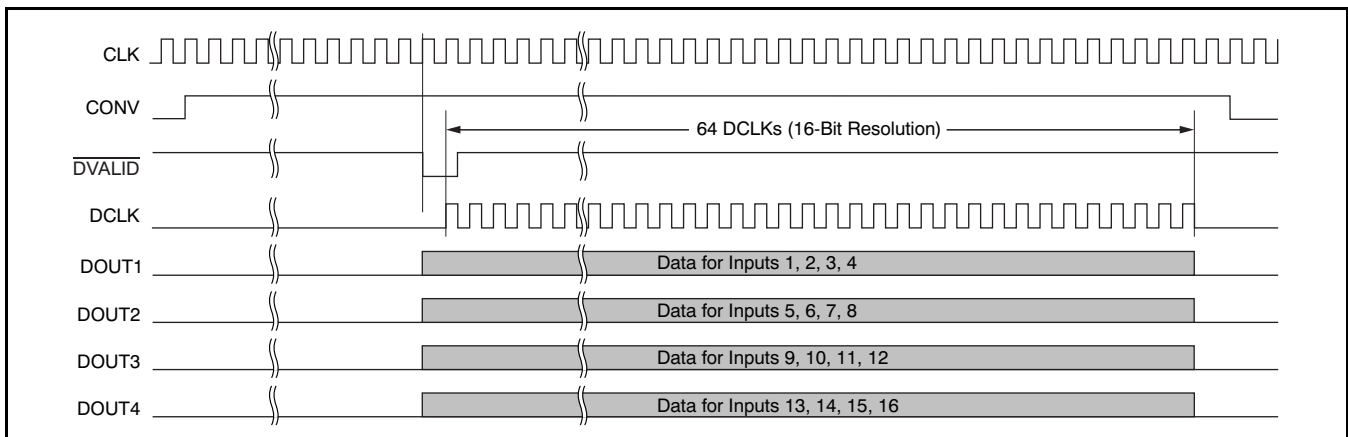 CLK
CONV
64 DCLKs (16-Bit Resolution)
DVALID
DCLK
DOUT1 Data for Inputs 1, 2, 3, 4
DOUT2 Data for Inputs 5, 6, 7, 8
DOUT3 Data for Inputs 9, 10, 11, 12
DOUT4 Data for Inputs 13, 14, 15, 16